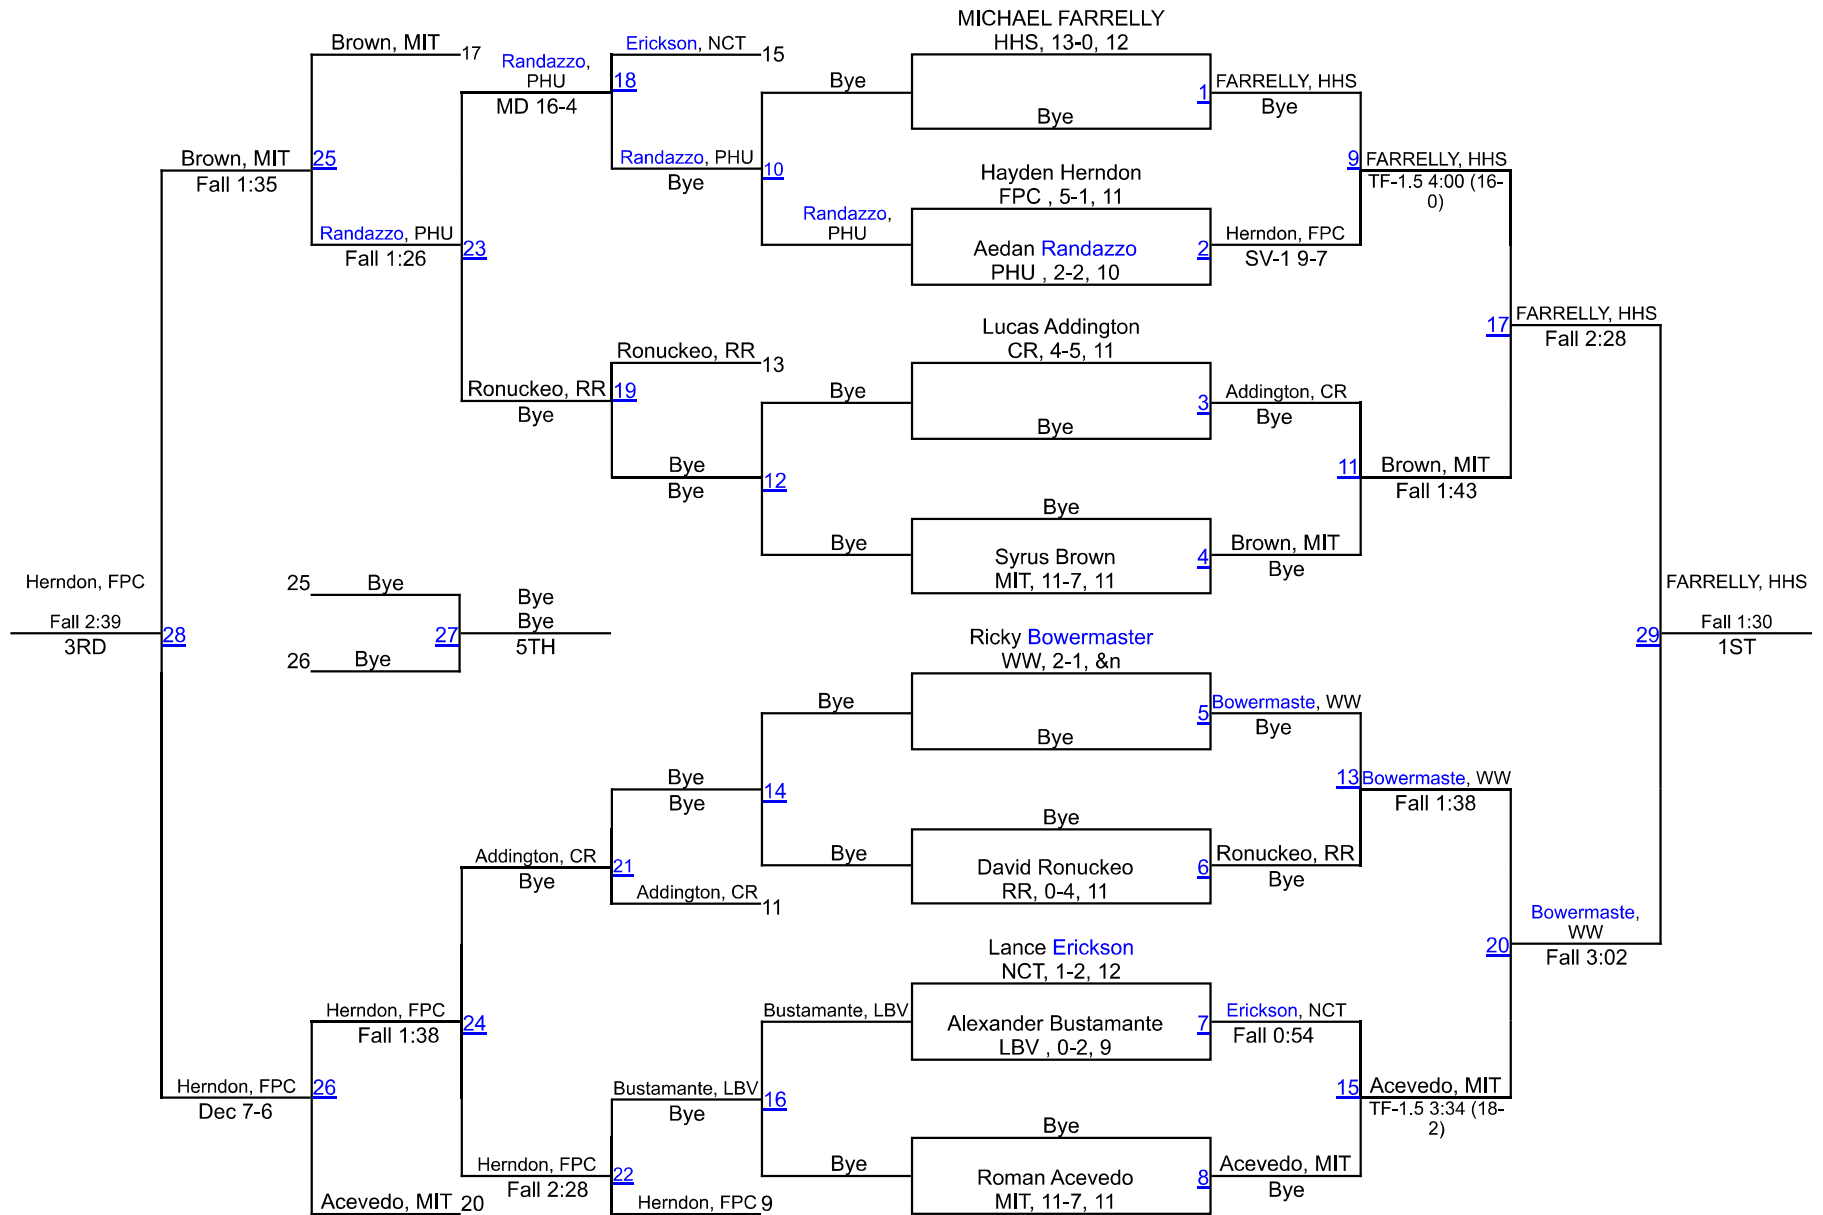 MICHAEL FARRELLY
HHS, 13-0, 12
Bye
1
FARRELLY, HHS
Bye
Hayden Herndon
FPC , 5-1, 11
Aedan Randazzo
PHU , 2-2, 10
2
Herndon, FPC
SV-1 9-7
Lucas Addington
CR, 4-5, 11
Bye
3
Addington, CR
Bye
Bye
Syrus Brown
MIT, 11-7, 11
4
Brown, MIT
Bye
Ricky Bowermaster
WW, 2-1, &n
Bye
5
Bowermaste, WW
Bye
Bye
David Ronuckeo
RR, 0-4, 11
6
Ronuckeo, RR
Bye
Lance Erickson
NCT, 1-2, 12
Alexander Bustamante
LBV , 0-2, 9
7
Erickson, NCT
Fall 0:54
Bye
Roman Acevedo
MIT, 11-7, 11
8
Acevedo, MIT
Bye
9
FARRELLY, HHS
TF-1.5 4:00 (16-
0)
11
Brown, MIT
Fall 1:43
13
Bowermaste, WW
Fall 1:38
15
Acevedo, MIT
TF-1.5 3:34 (18-
2)
17
FARRELLY, HHS
Fall 2:28
20
Bowermaste,
WW
Fall 3:02
29
FARRELLY, HHS
Fall 1:30
1ST
Bye
10
Randazzo,
PHU
Bye
12
Bye
Bye
14
Bye
Bustamante, LBV
16
Bye
Erickson, NCT
15
18
Randazzo, PHU
Bye
Ronuckeo, RR
13
19
Bye
Bye
Bye
Bye
21
Addington, CR
11
Bustamante, LBV
Bye
22
Herndon, FPC
9
Randazzo,
PHU
MD 16-4
23
Ronuckeo, RR
Bye
Addington, CR
Bye
24
Herndon, FPC
Fall 2:28
Brown, MIT
17
25
Randazzo, PHU
Fall 1:26
Herndon, FPC
Fall 1:38
26
Acevedo, MIT
20
Brown, MIT
Fall 1:35
28
Herndon, FPC
Dec 7-6
Herndon, FPC
Fall 2:39
3RD
25
Bye
26
Bye
27
Bye
Bye
5TH